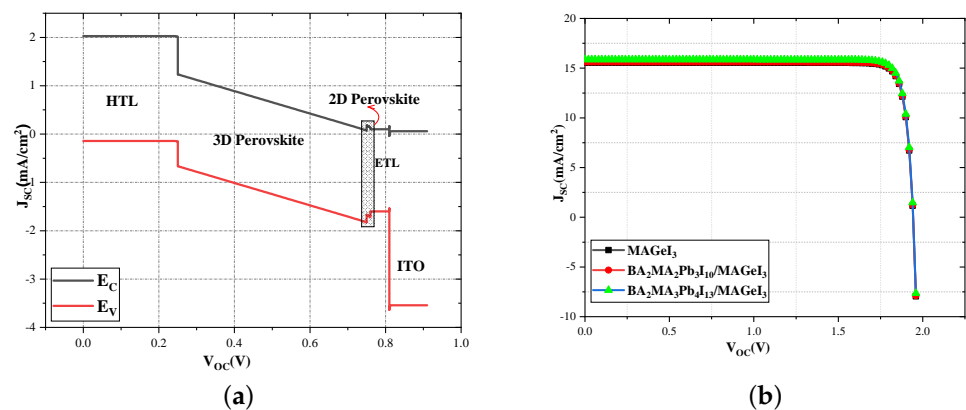 (a)
HTL
2D Perovskite
3D Perovskite
ETL
ITO
E_C
E_V
2
1
0
-1
-2
-3
-4
J_SC(mA/cm²)
0.0 0.2 0.4 0.6 0.8 1.0
V_OC(V)
(b)
20
15
10
5
0
-5
-10
J_SC(mA/cm²)
MAGeI₃
BA₂MA₂Pb₃I₁₀/MAGeI₃
BA₂MA₃Pb₄I₁₃/MAGeI₃
0.0 0.5 1.0 1.5 2.0
V_OC(V)